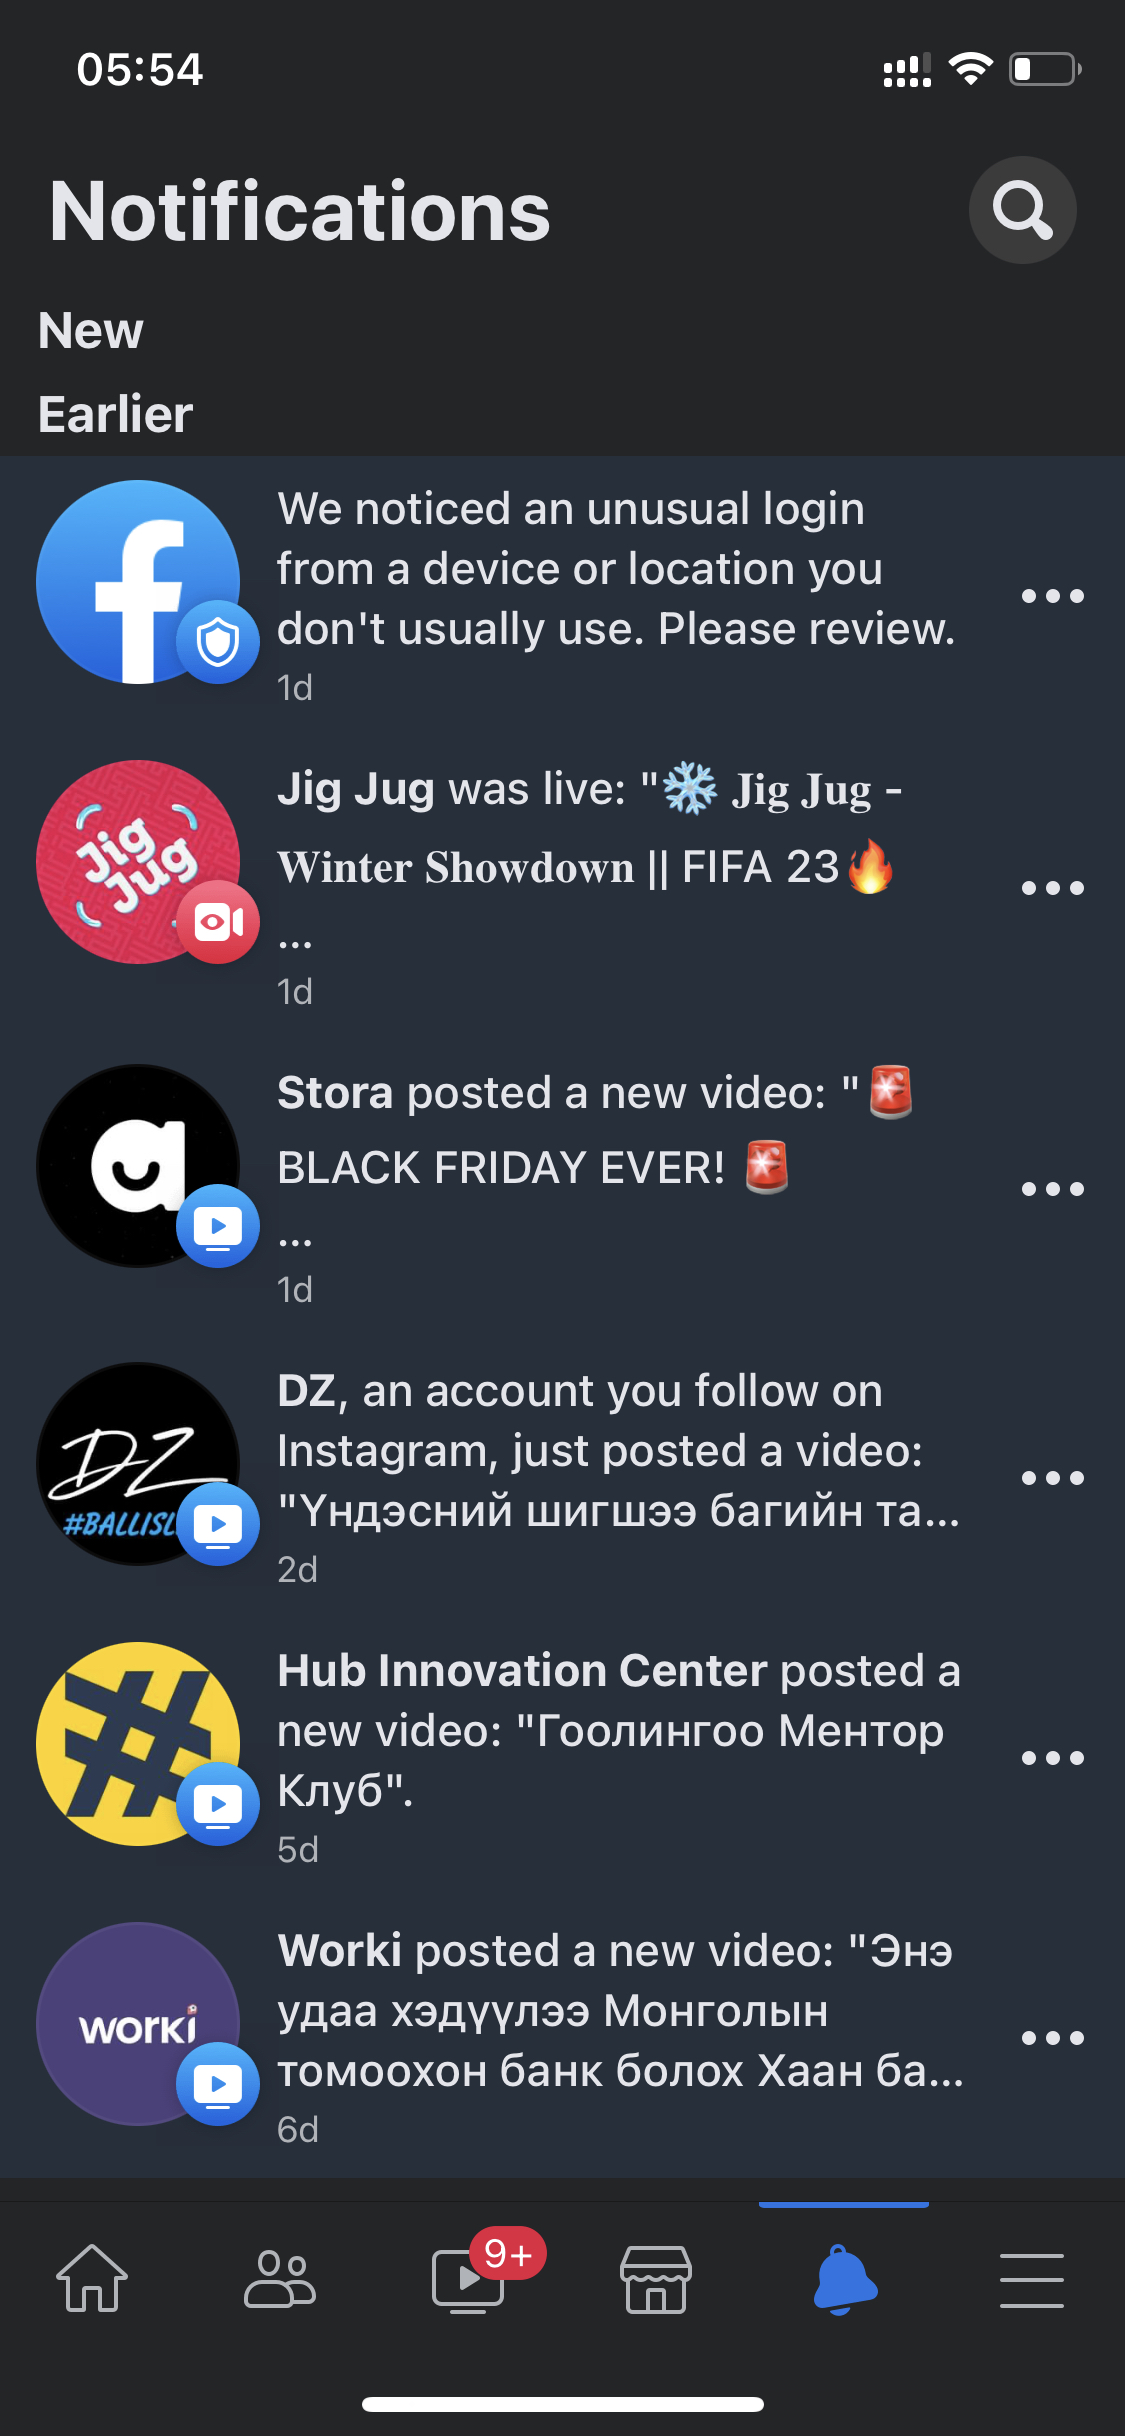 05:54
Notifications
New
Earlier
We noticed an unusual login
from a device or location you
don't usually use. Please review.
1d
Jig Jug
Jig Jug was live: "❄️ 𝐉𝐢𝐠 𝐉𝐮𝐠 -
𝐖𝐢𝐧𝐭𝐞𝐫 𝐒𝐡𝐨𝐰𝐝𝐨𝐰𝐧 || FIFA 23🔥
...
1d
Stora posted a new video: "🚨
BLACK FRIDAY EVER! 🚨
...
1d
DZ
#BALLISL
DZ, an account you follow on
Instagram, just posted a video:
"Үндэсний шигшээ багийн та...
2d
Hub Innovation Center posted a
new video: "Гоолингоо Ментор
Клуб".
5d
worki
Worki posted a new video: "Энэ
удаа хэдүүлээ Монголын
томоохон банк болох Хаан ба...
6d
9+